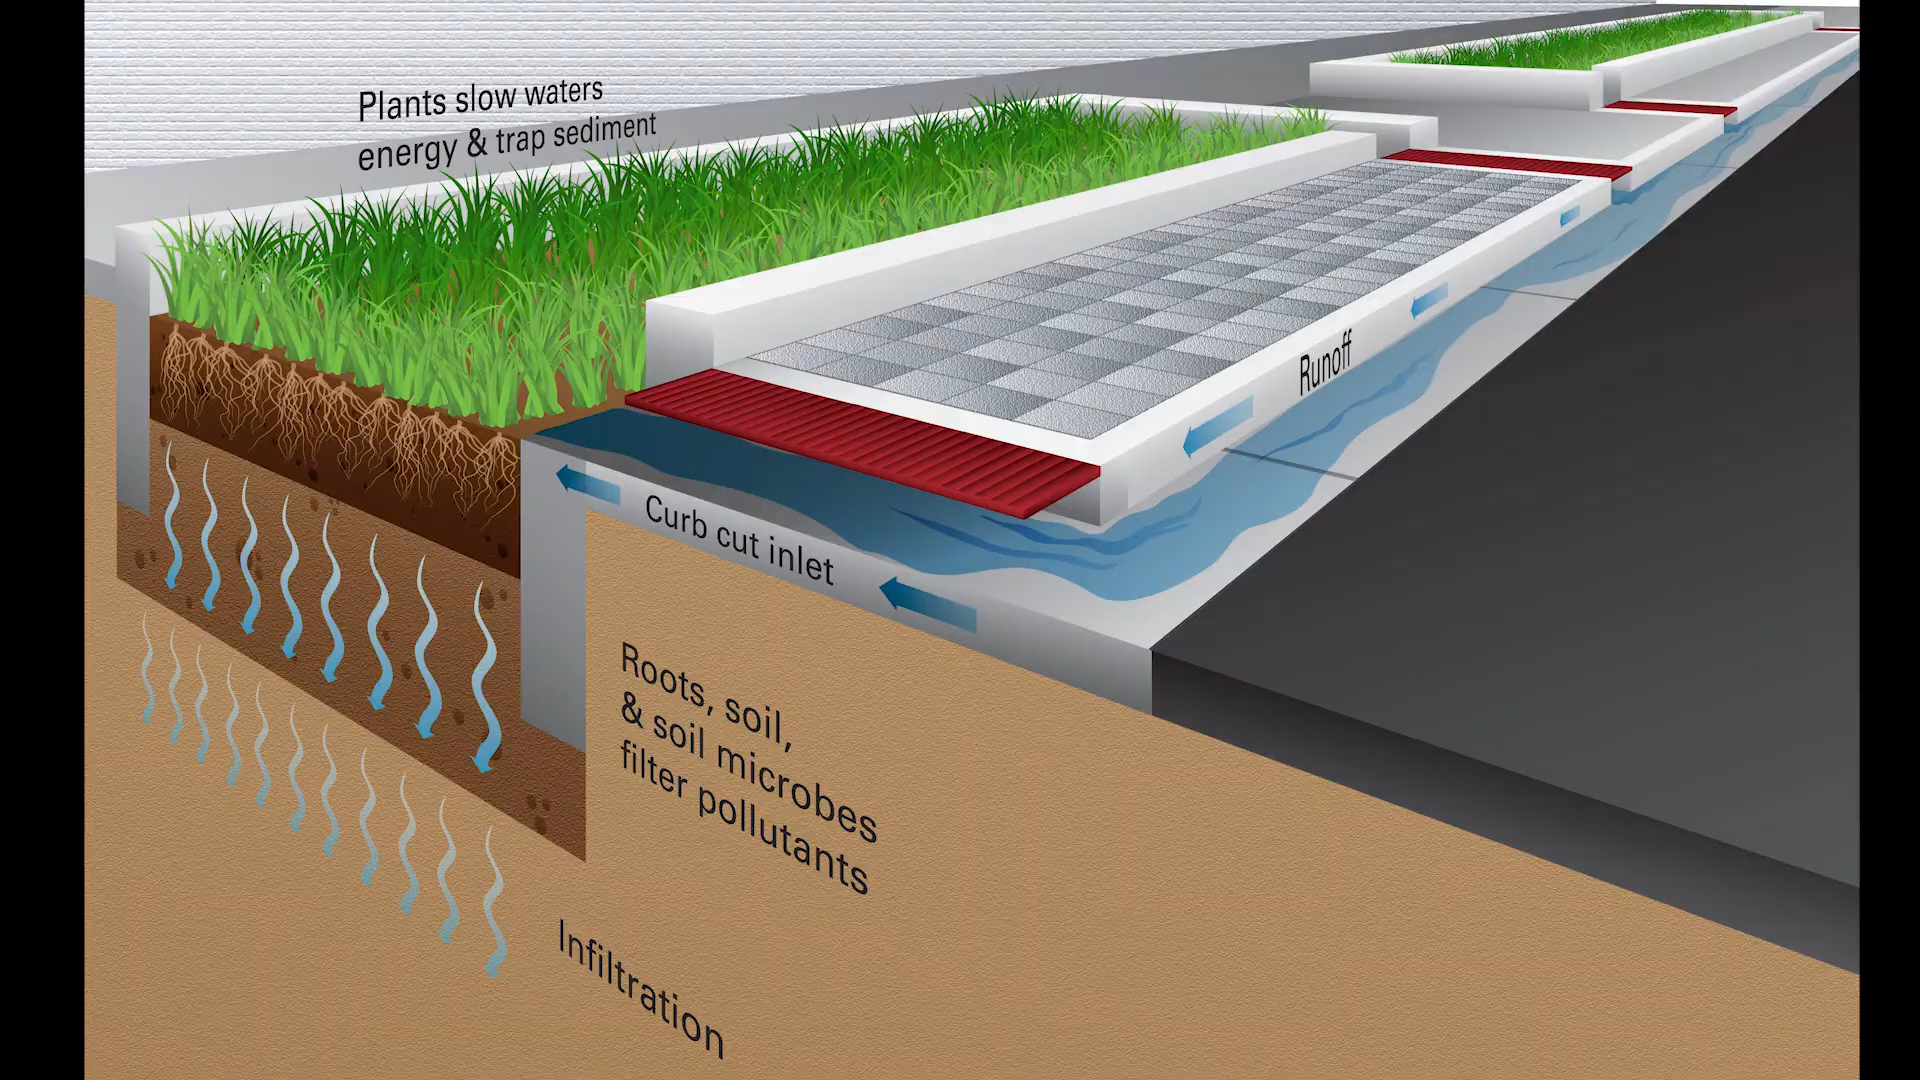 Plants slow waters
energy & trap sediment
Runoff
Curb cut inlet
Roots, soil,
& soil microbes
filter pollutants
Infiltration